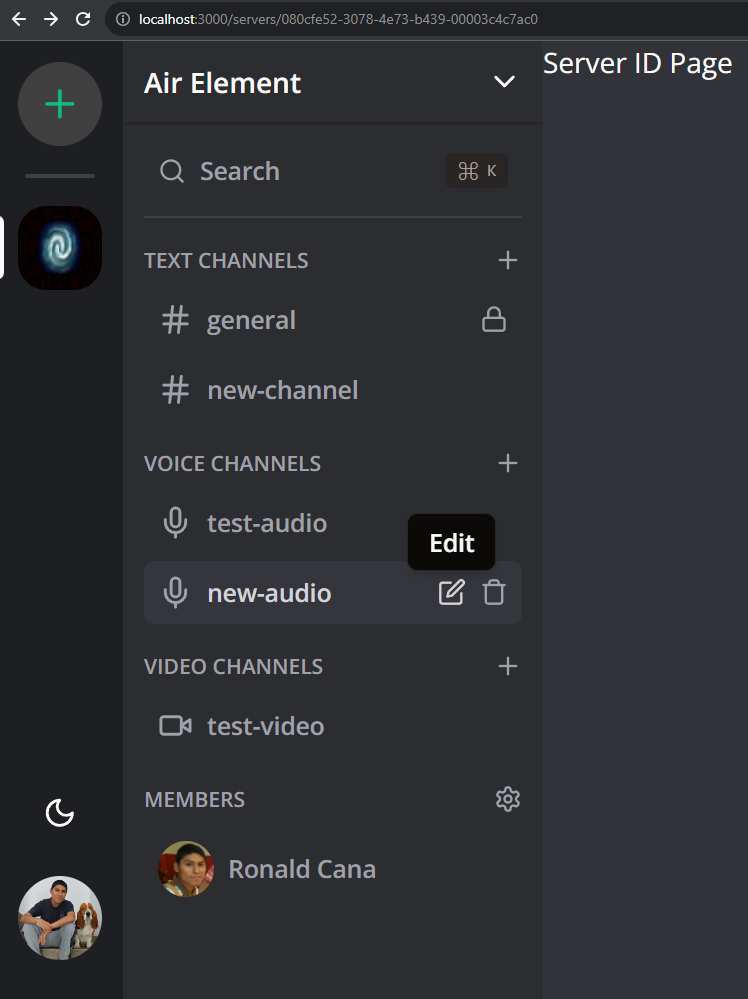 localhost:3000/servers/080cfe52-3078-4e73-b439-00003c4c7ac0
Air Element
Server ID Page
Search
⌘ K
TEXT CHANNELS
general
new-channel
VOICE CHANNELS
test-audio
Edit
new-audio
VIDEO CHANNELS
test-video
MEMBERS
Ronald Cana